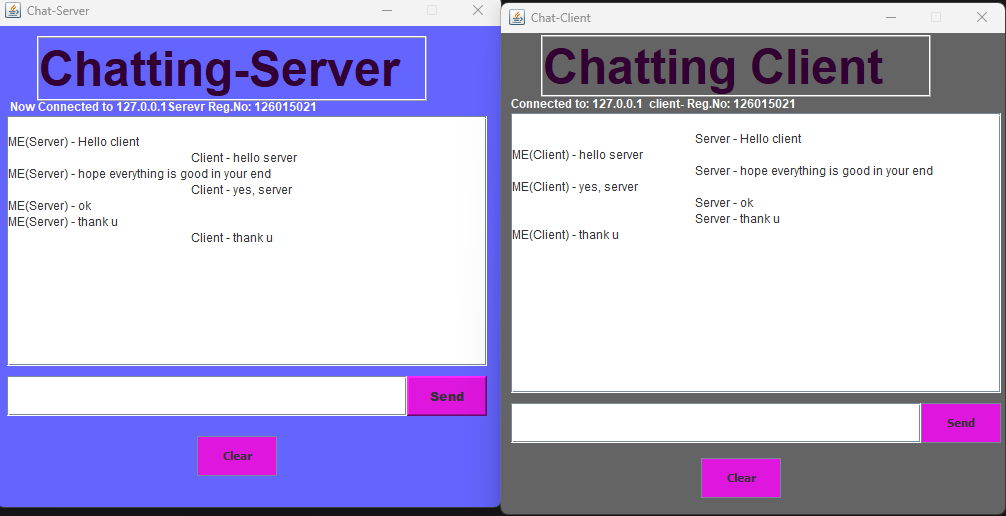 Chat-Server
Chatting-Server
Now Connected to 127.0.0.1 Serevr Reg.No: 126015021
ME(Server) - Hello client
Client - hello server
ME(Server) - hope everything is good in your end
Client - yes, server
ME(Server) - ok
ME(Server) - thank u
Client - thank u
Send
Clear
Chat-Client
Chatting Client
Connected to: 127.0.0.1 client- Reg.No: 126015021
Server - Hello client
ME(Client) - hello server
Server - hope everything is good in your end
ME(Client) - yes, server
Server - ok
Server - thank u
ME(Client) - thank u
Send
Clear